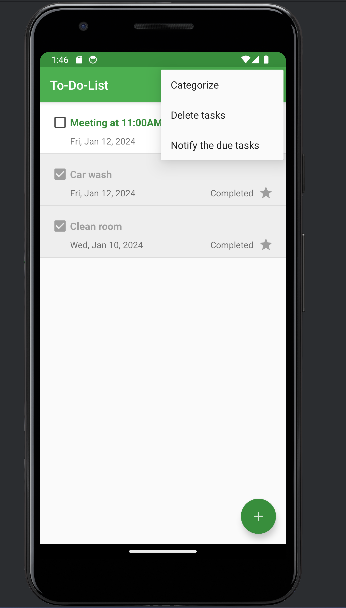 1:46
To-Do-List
Categorize
Delete tasks
Notify the due tasks
Meeting at 11:00AM
Fri, Jan 12, 2024
Car wash
Fri, Jan 12, 2024 Completed
Clean room
Wed, Jan 10, 2024 Completed
+